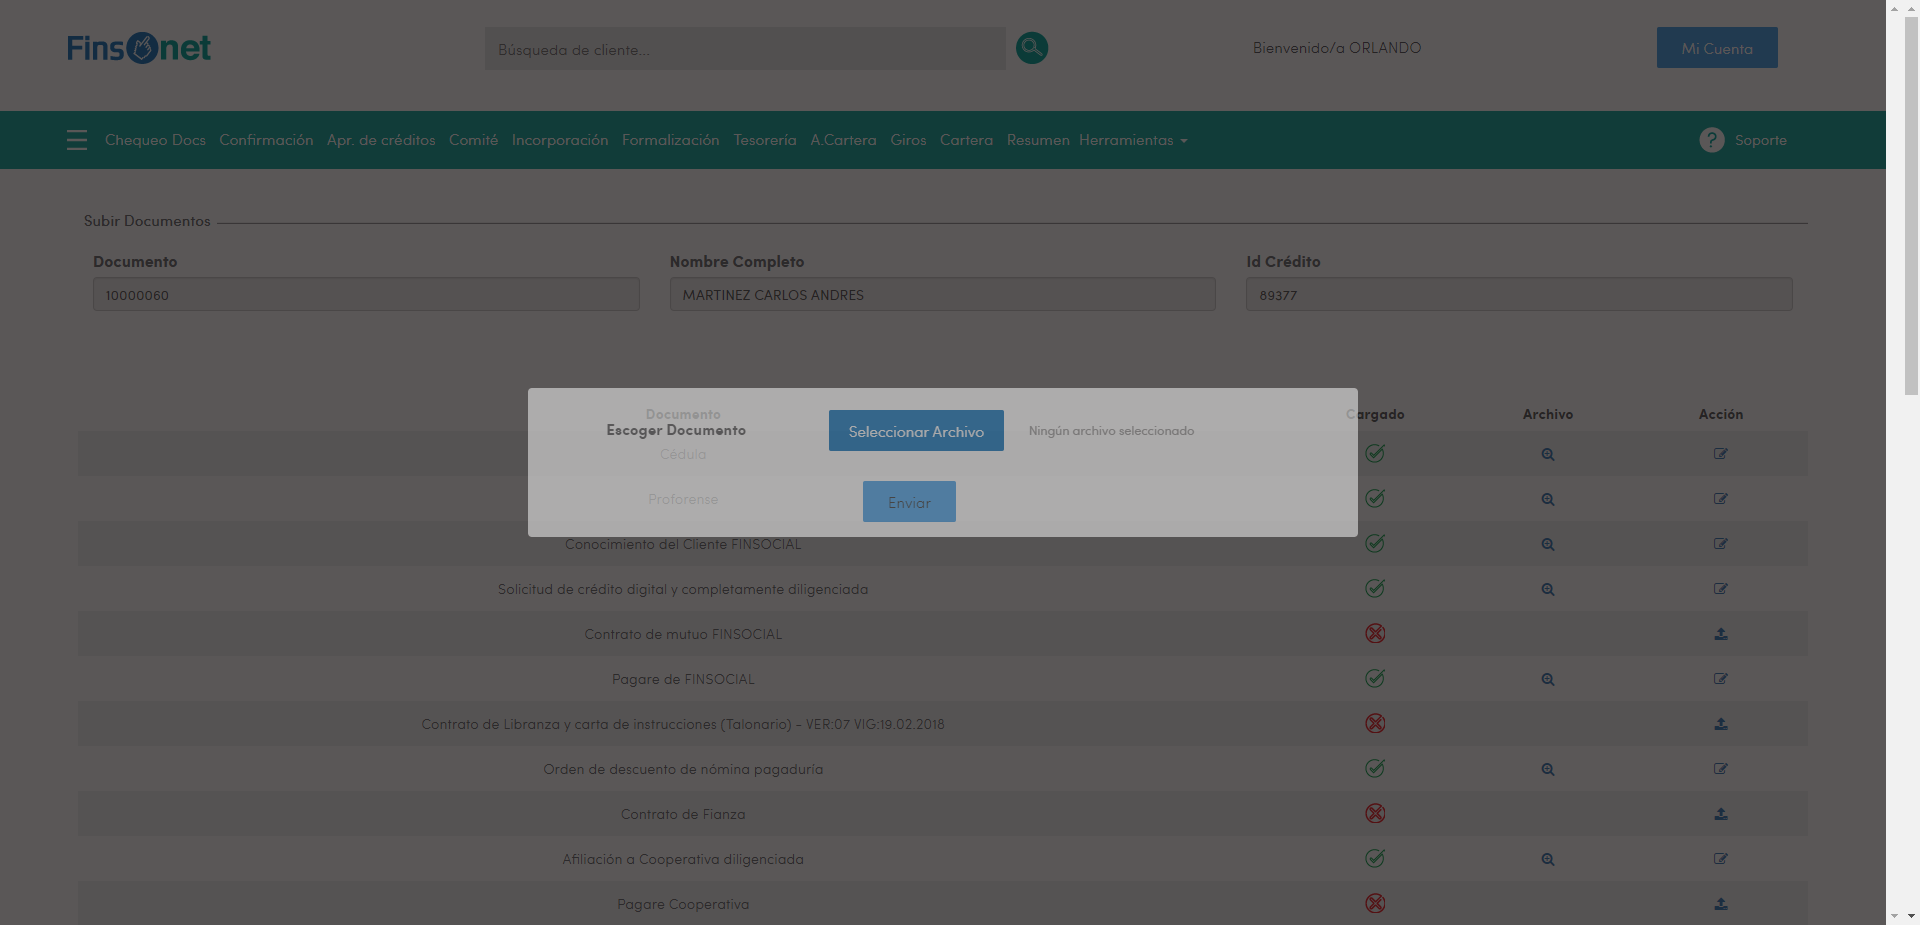 Finsonet
Búsqueda de cliente...
Bienvenido/a ORLANDO
Mi Cuenta
Chequeo Docs Confirmación Apr. de créditos Comité Incorporación Formalización Tesorería A.Cartera Giros Cartera Resumen Herramientas
? Soporte
Subir Documentos
Documento Nombre Completo Id Crédito
10000060 MARTINEZ CARLOS ANDRES 89377
Documento Cargado Archivo Acción
Escoger Documento Seleccionar Archivo Ningún archivo seleccionado
Cédula
Proforense
Enviar
Conocimiento del Cliente FINSOCIAL
Solicitud de crédito digital y completamente diligenciada
Contrato de mutuo FINSOCIAL
Pagare de FINSOCIAL
Contrato de Libranza y carta de instrucciones (Talonario) - VER:07 VIG:19.02.2018
Orden de descuento de nómina pagaduría
Contrato de Fianza
Afiliación a Cooperativa diligenciada
Pagare Cooperativa